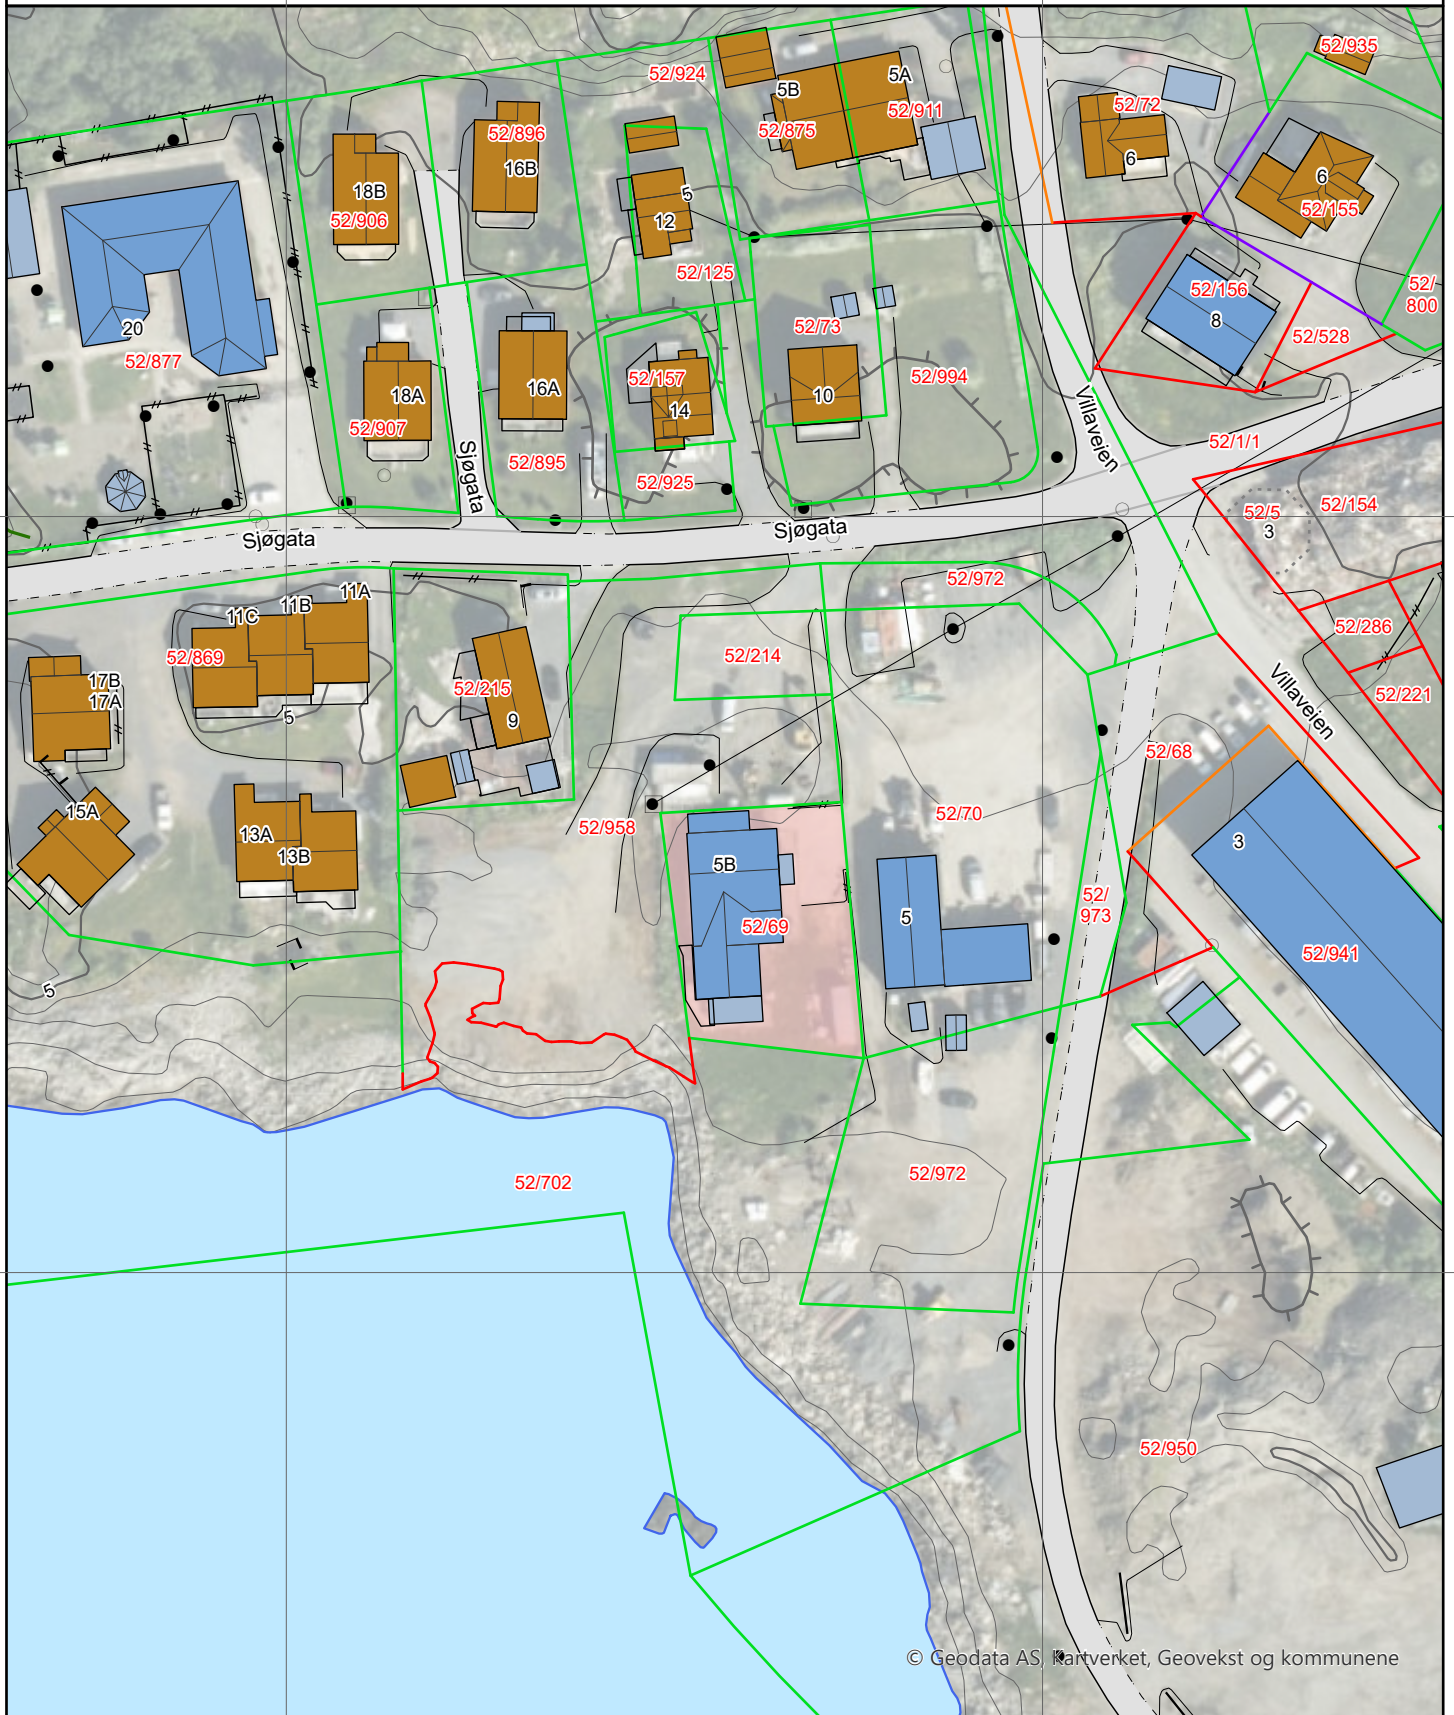 52/935
52/924
5B
5A
52/72
52/911
52/875
52/896
16B
6
6
18B
52/906
5
12
52/155
52/125
52/156
52/
800
8
20
52/877
52/73
52/528
52/157
52/994
16A
18A
10
14
52/907
Villaveien
52/1/1
52/895
Sjøgata
52/925
52/154
52/5
3
Sjøgata
Sjøgata
52/972
11A
11B
11C
52/286
52/869
52/214
17B
17A
52/215
9
5
52/221
Villaveien
52/68
15A
13A
13B
52/958
52/70
3
5B
52/
973
5
52/69
52/941
5
52/702
52/972
52/950
© Geodata AS, Kartverket, Geovekst og kommunene